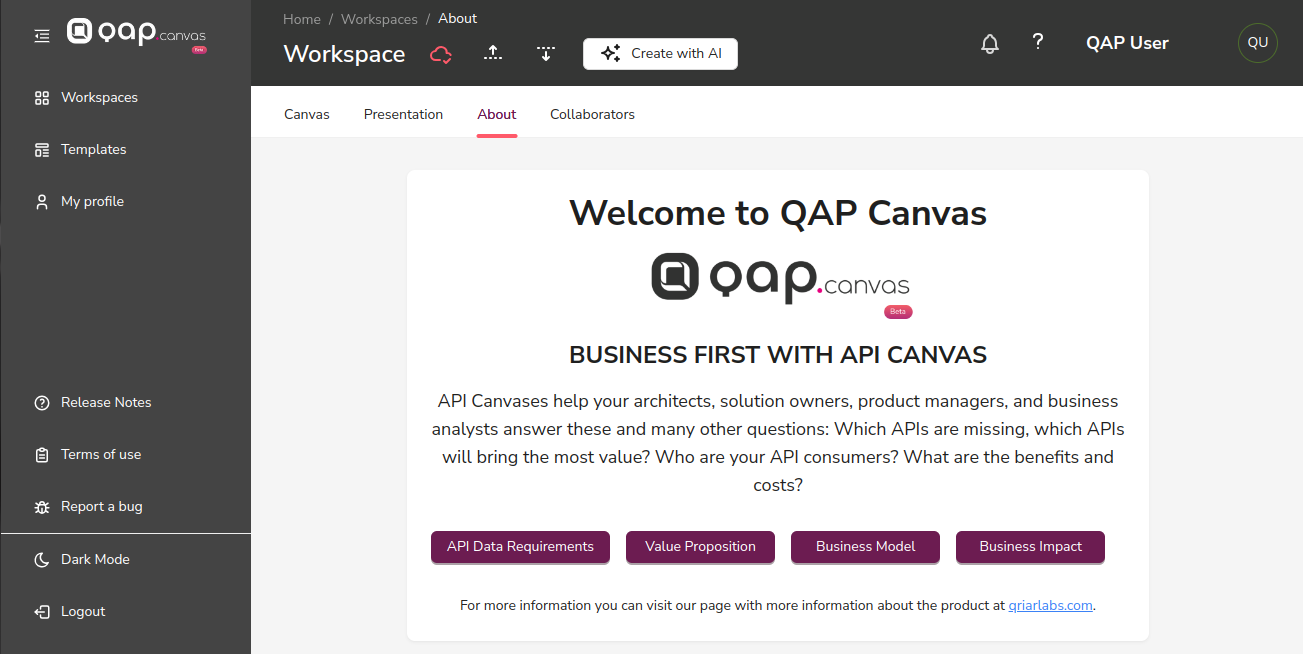 qap.canvas
Beta
Workspaces
Templates
My profile
Release Notes
Terms of use
Report a bug
Dark Mode
Logout
Home / Workspaces / About
Workspace
Create with AI
?
QAP User
QU
Canvas
Presentation
About
Collaborators
Welcome to QAP Canvas
qap.canvas
Beta
BUSINESS FIRST WITH API CANVAS
API Canvases help your architects, solution owners, product managers, and business
analysts answer these and many other questions: Which APIs are missing, which APIs
will bring the most value? Who are your API consumers? What are the benefits and
costs?
API Data Requirements
Value Proposition
Business Model
Business Impact
For more information you can visit our page with more information about the product at qriarlabs.com.